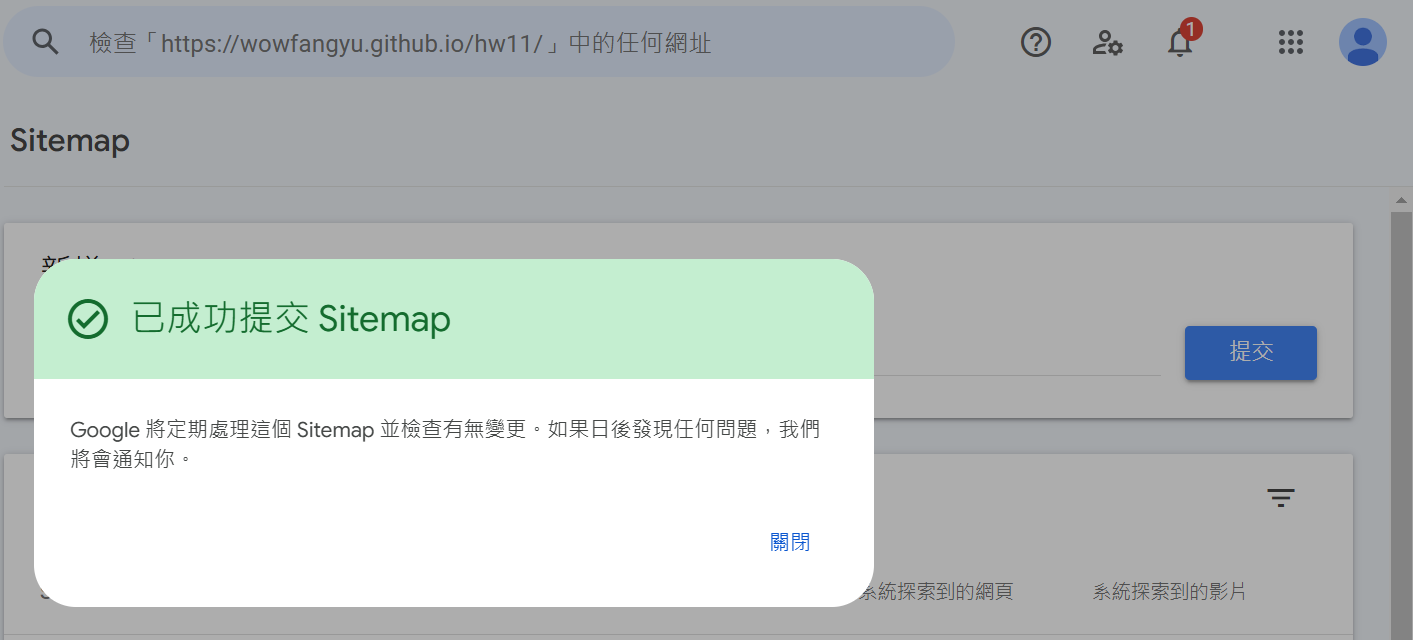 檢查「https://wowfangyu.github.io/hw11/」中的任何網址
1
Sitemap
已成功提交 Sitemap
提交
Google 將定期處理這個 Sitemap 並檢查有無變更。如果日後發現任何問題，我們
將會通知你。
關閉
系統探索到的網頁
系統探索到的影片